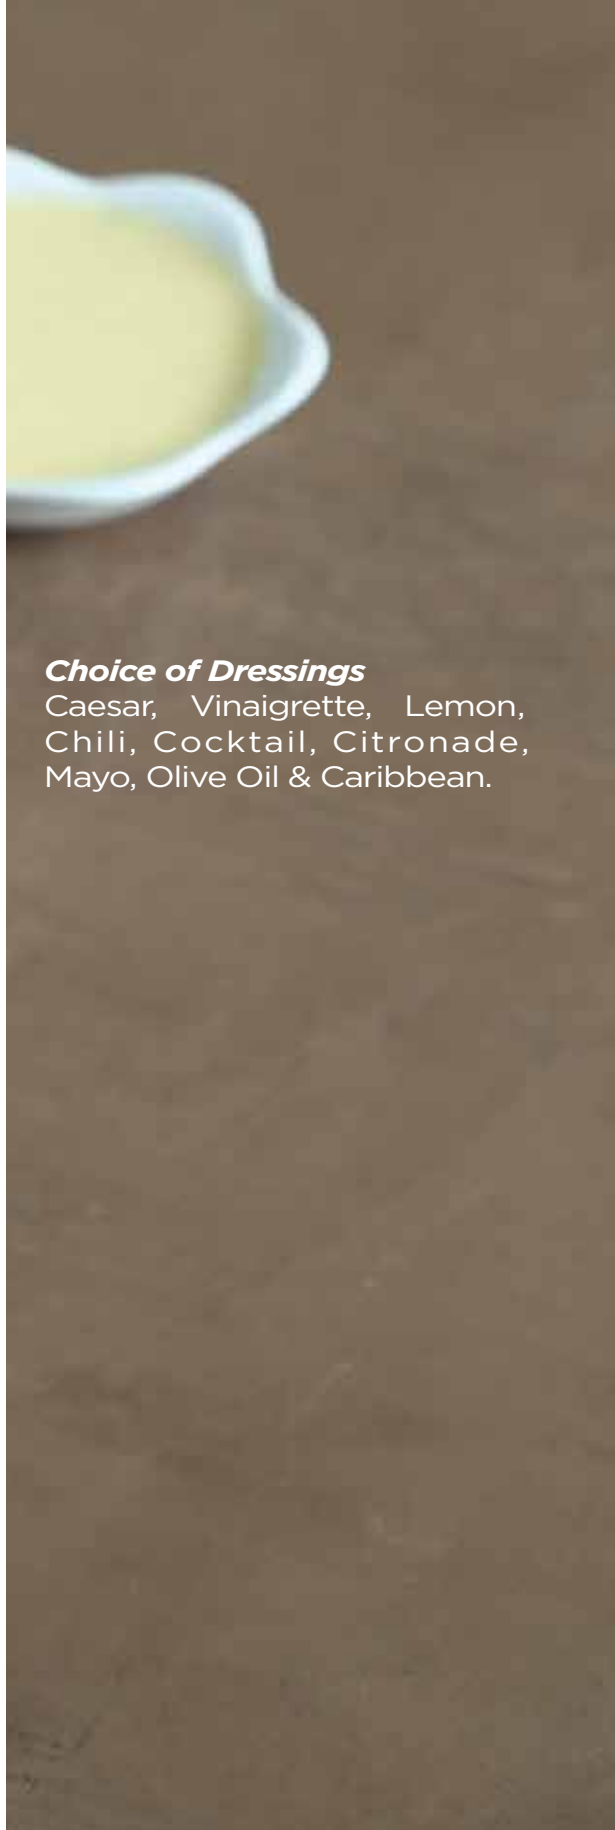 Choice of Dressings
Caesar, Vinaigrette, Lemon,
Chili, Cocktail, Citronade,
Mayo, Olive Oil & Caribbean.